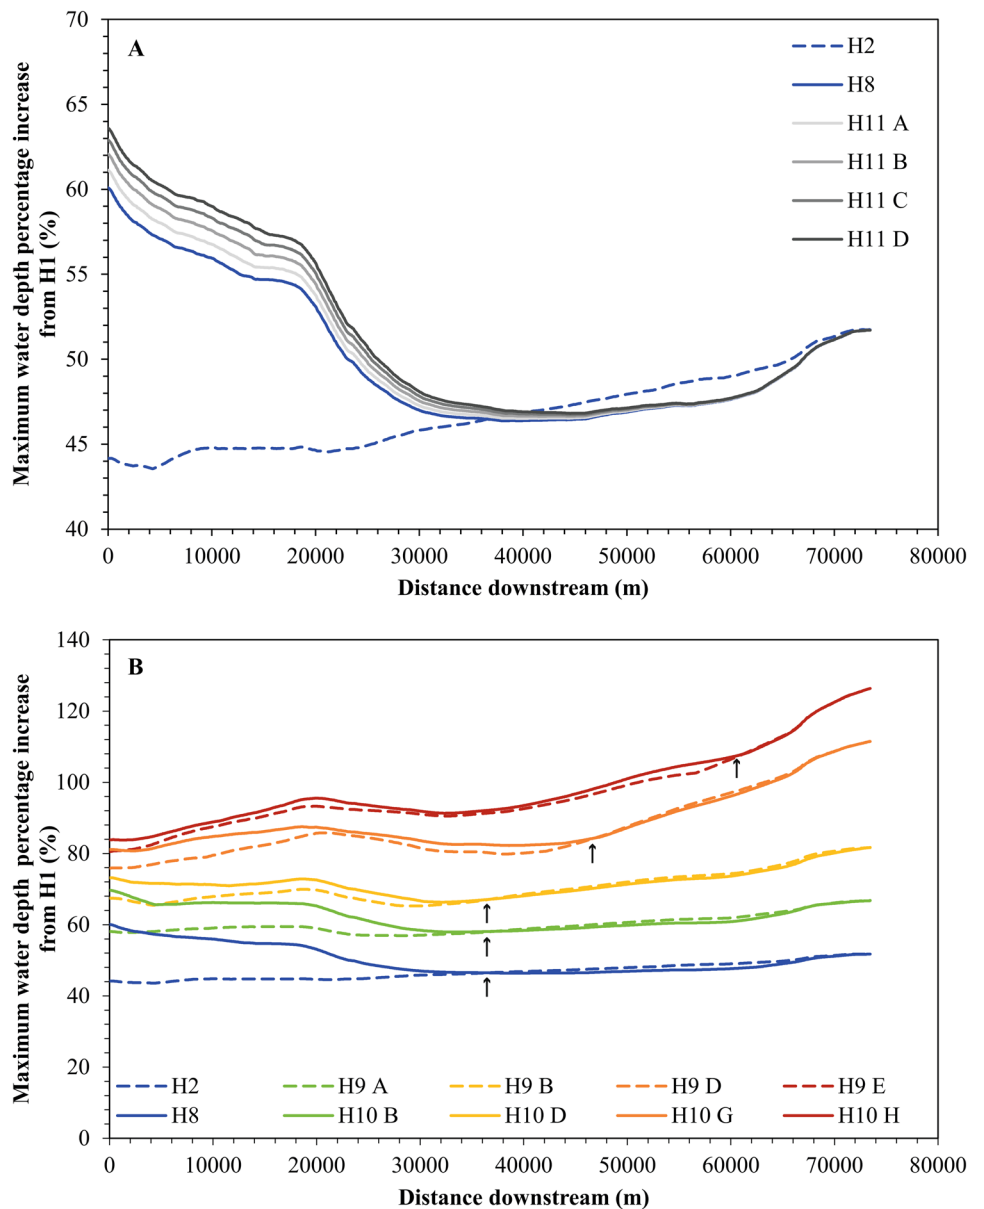 A
Maximum water depth percentage increase
from H1 (%)
70
65
60
55
50
45
40
H2
H8
H11 A
H11 B
H11 C
H11 D
0 10000 20000 30000 40000 50000 60000 70000 80000
Distance downstream (m)
B
Maximum water depth percentage increase
from H1 (%)
140
120
100
80
60
40
20
0
H2 H9 A H9 B H9 D H9 E
H8 H10 B H10 D H10 G H10 H
0 10000 20000 30000 40000 50000 60000 70000 80000
Distance downstream (m)